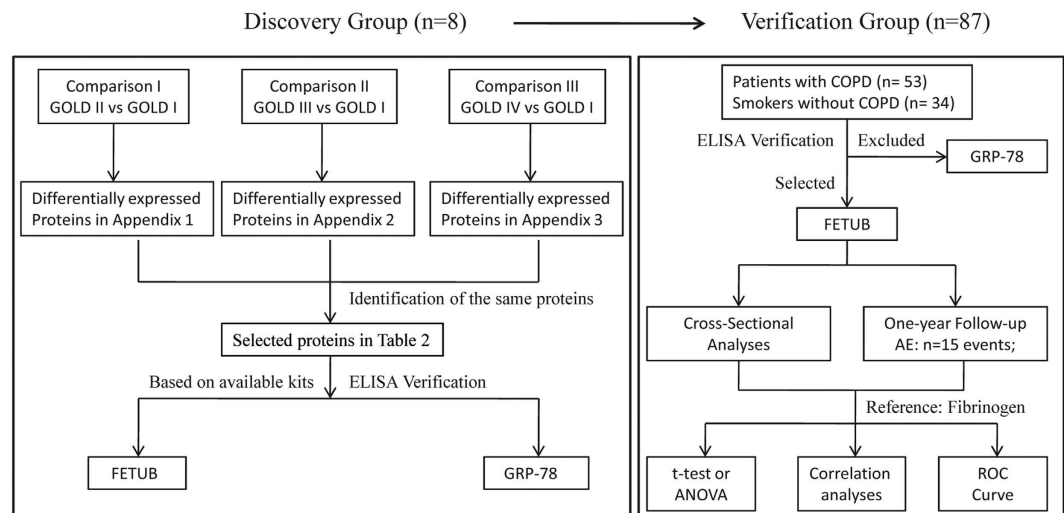 Discovery Group (n=8)
Verification Group (n=87)
Comparison I
GOLD II vs GOLD I
Comparison II
GOLD III vs GOLD I
Comparison III
GOLD IV vs GOLD I
Differentially expressed
Proteins in Appendix 1
Differentially expressed
Proteins in Appendix 2
Differentially expressed
Proteins in Appendix 3
Identification of the same proteins
Selected proteins in Table 2
Based on available kits
ELISA Verification
FETUB
GRP-78
Patients with COPD (n= 53)
Smokers without COPD (n= 34)
ELISA Verification
Excluded
GRP-78
Selected
FETUB
Cross-Sectional
Analyses
One-year Follow-up
AE: n=15 events;
Reference: Fibrinogen
t-test or
ANOVA
Correlation
analyses
ROC
Curve